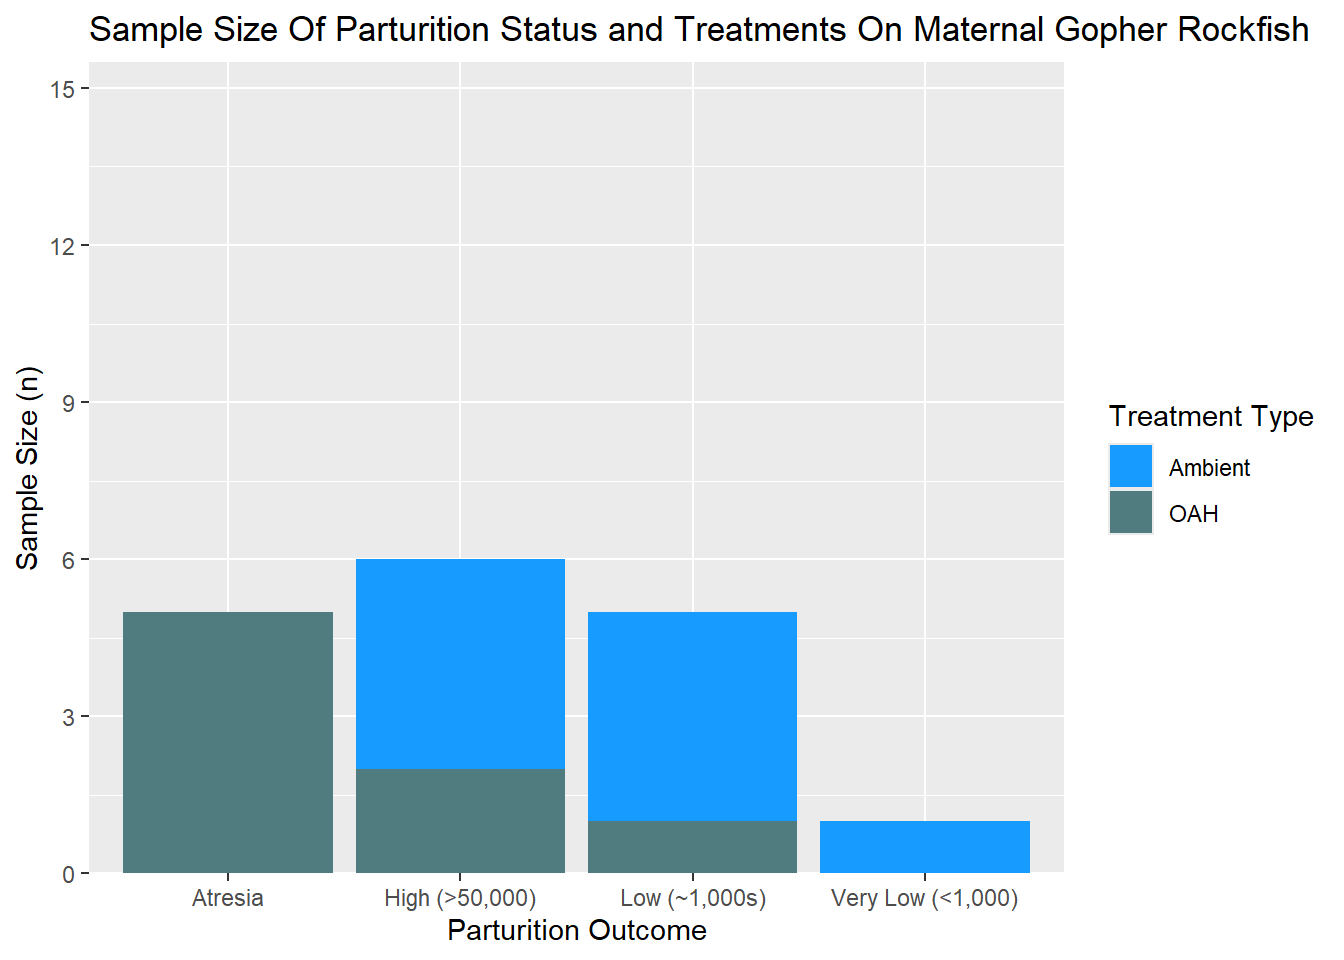 Sample Size Of Parturition Status and Treatments On Maternal Gopher Rockfish
15
12
9
6
3
0
Sample Size (n)
Atresia
High (>50,000)
Low (~1,000s)
Very Low (<1,000)
Parturition Outcome
Treatment Type
Ambient
OAH